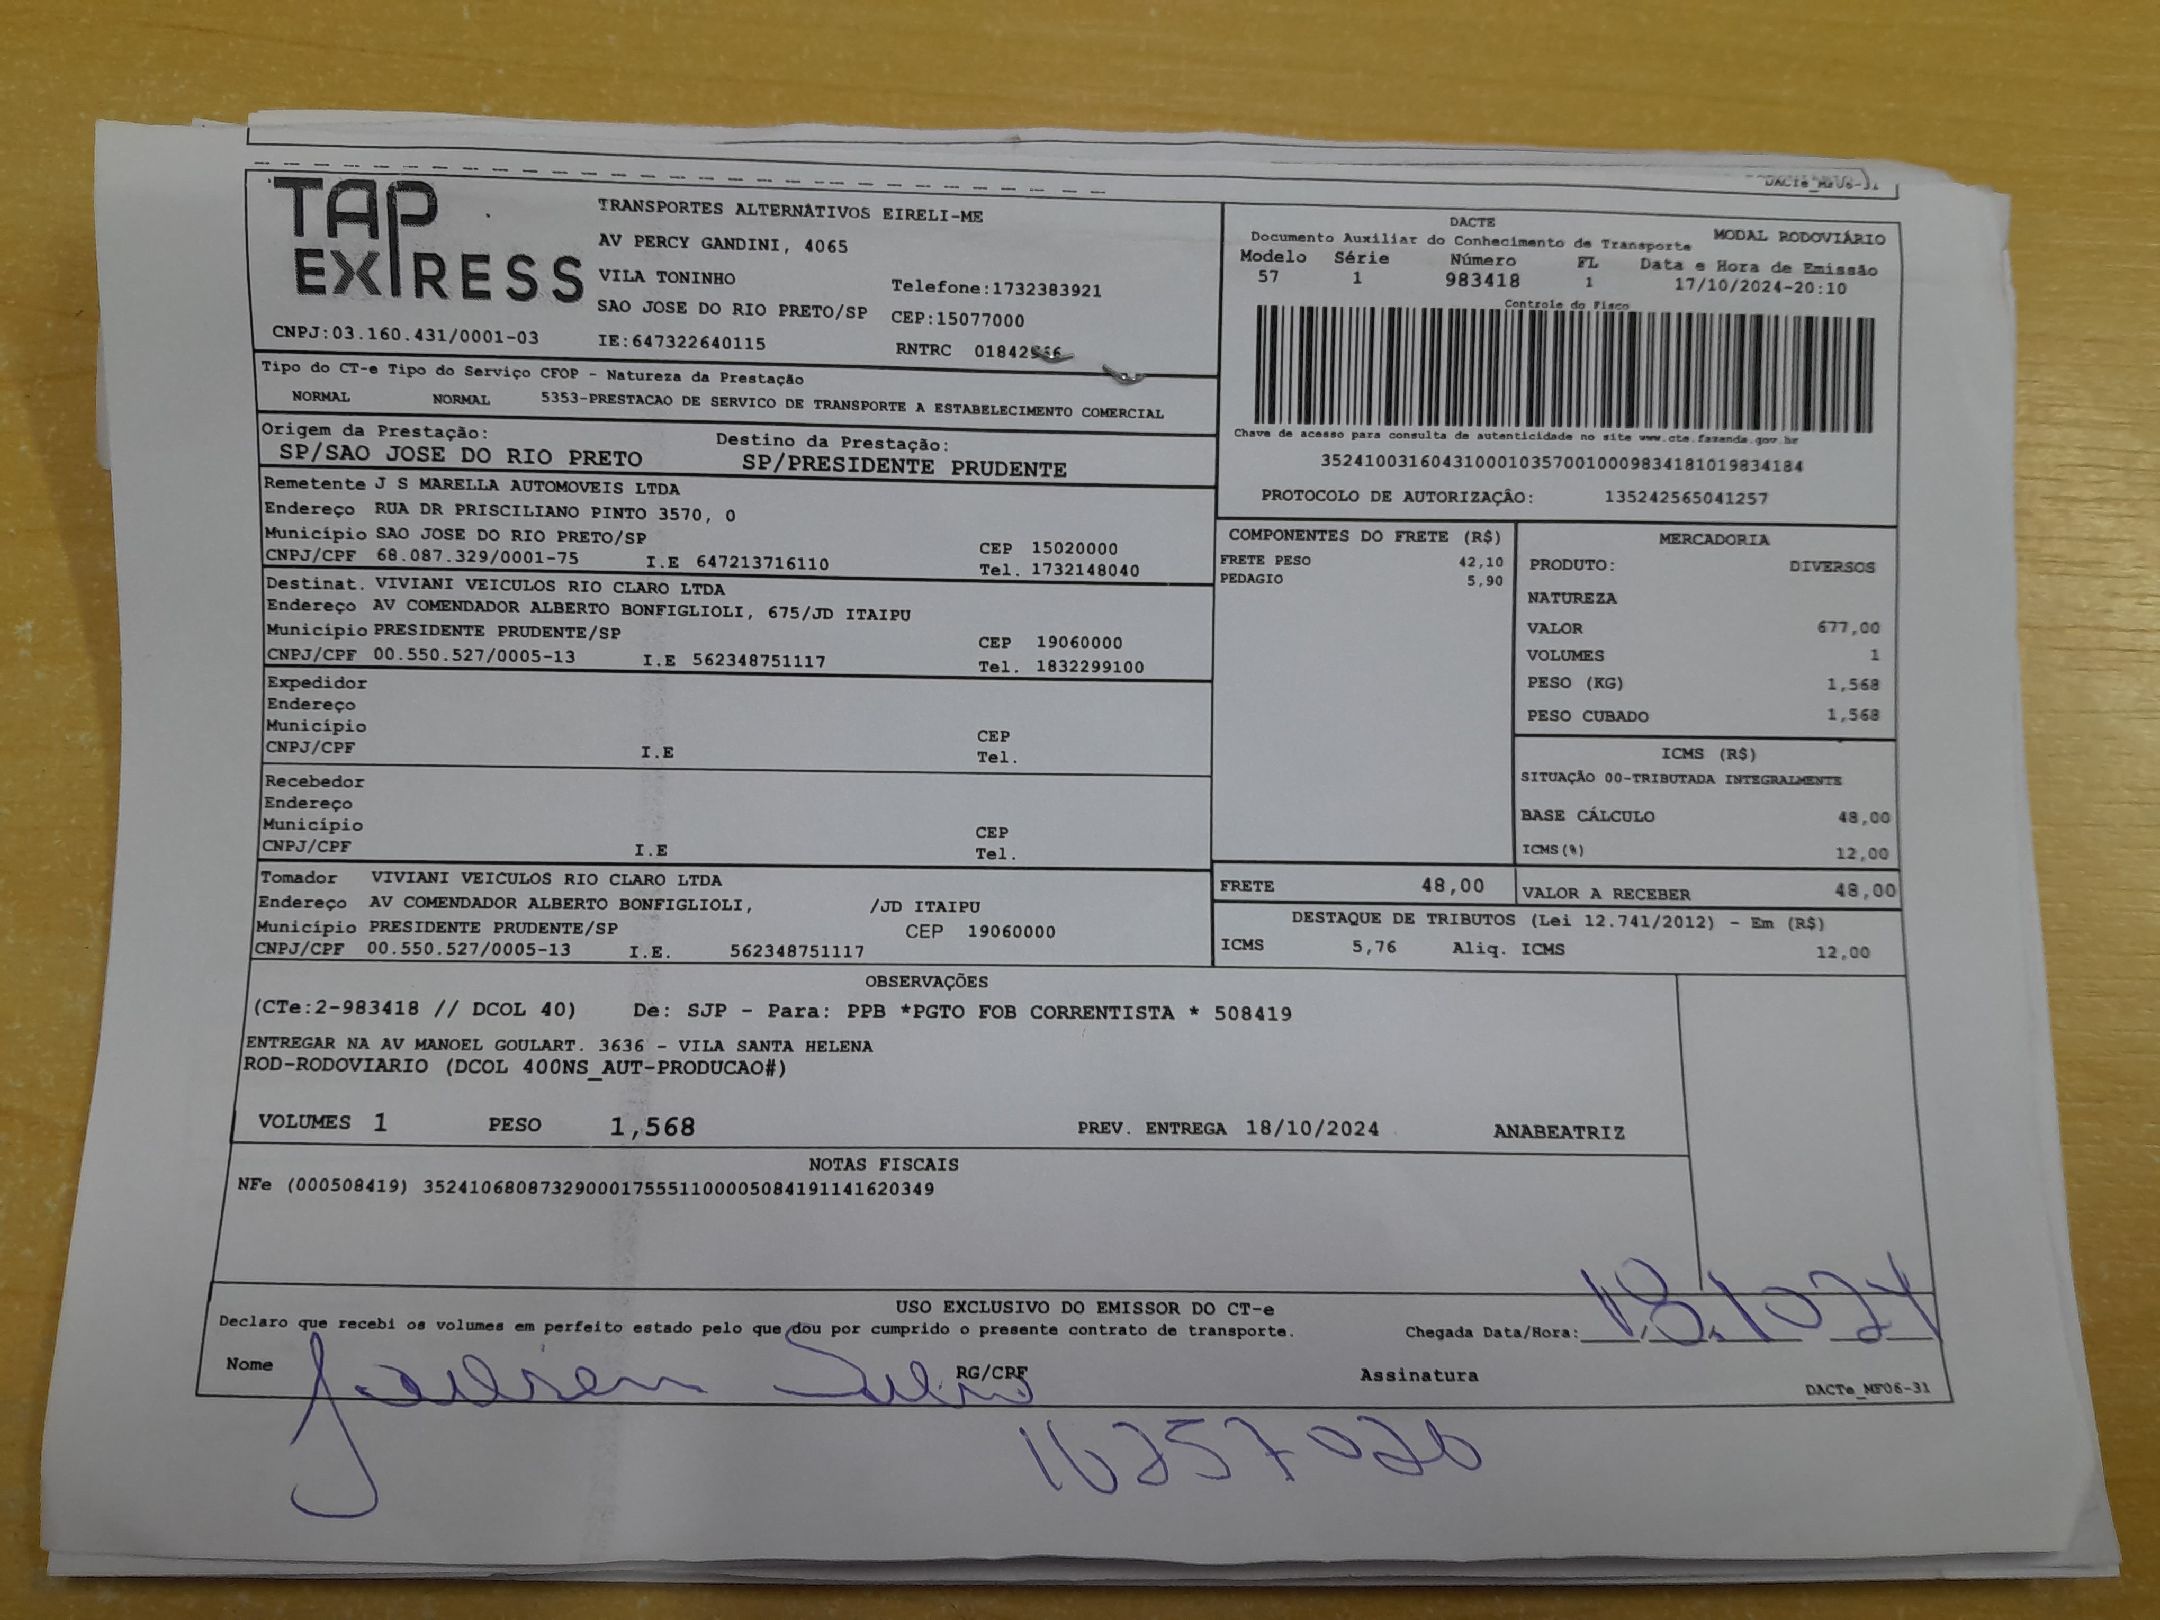 DACTe_MF06-31
TAP EXPRESS
TRANSPORTES ALTERNATIVOS EIRELI-ME
AV PERCY GANDINI, 4065
VILA TONINHO
Telefone:1732383921
SAO JOSE DO RIO PRETO/SP CEP:15077000
CNPJ:03.160.431/0001-03 IE:647322640115 RNTRC
DACTE
Documento Auxiliar do Conhecimento de Transporte MODAL RODOVIÁRIO
Modelo Série Número FL Data e Hora de Emissão
57 1 983418 1 17/10/2024-20:10
Controle do Fisco
Chave de acesso para consulta de autenticidade no site www.cte.fazenda.gov.br
35241003160431000103570010009834181019834184
PROTOCOLO DE AUTORIZAÇÃO: 135242565041257
Tipo do CT-e Tipo do Serviço CFOP - Natureza da Prestação
NORMAL NORMAL 5353-PRESTACAO DE SERVICO DE TRANSPORTE A ESTABELECIMENTO COMERCIAL
Origem da Prestação: Destino da Prestação:
SP/SAO JOSE DO RIO PRETO SP/PRESIDENTE PRUDENTE
Remetente J S MARELLA AUTOMOVEIS LTDA
Endereço RUA DR PRISCILIANO PINTO 3570, 0
Município SAO JOSE DO RIO PRETO/SP CEP 15020000
CNPJ/CPF 68.087.329/0001-75 I.E 647213716110 Tel. 1732148040
Destinat. VIVIANI VEICULOS RIO CLARO LTDA
Endereço AV COMENDADOR ALBERTO BONFIGLIOLI, 675/JD ITAIPU
Município PRESIDENTE PRUDENTE/SP CEP 19060000
CNPJ/CPF 00.550.527/0005-13 I.E 562348751117 Tel. 1832299100
Expedidor
Endereço
Município CEP
CNPJ/CPF I.E Tel.
Recebedor
Endereço
Município CEP
CNPJ/CPF I.E Tel.
Tomador VIVIANI VEICULOS RIO CLARO LTDA
Endereço AV COMENDADOR ALBERTO BONFIGLIOLI, /JD ITAIPU
Município PRESIDENTE PRUDENTE/SP CEP 19060000
CNPJ/CPF 00.550.527/0005-13 I.E. 562348751117
COMPONENTES DO FRETE (R$)
FRETE PESO 42,10
PEDAGIO 5,90
MERCADORIA
PRODUTO: DIVERSOS
NATUREZA
VALOR 677,00
VOLUMES 1
PESO (KG) 1,568
PESO CUBADO 1,568
ICMS (R$)
SITUAÇÃO 00-TRIBUTADA INTEGRALMENTE
BASE CÁLCULO 48,00
ICMS(%) 12,00
FRETE 48,00 VALOR A RECEBER 48,00
DESTAQUE DE TRIBUTOS (Lei 12.741/2012) - Em (R$)
ICMS 5,76 Aliq. ICMS 12,00
OBSERVAÇÕES
(CTe:2-983418 // DCOL 40) De: SJP - Para: PPB *PGTO FOB CORRENTISTA * 508419
ENTREGAR NA AV MANOEL GOULART. 3636 - VILA SANTA HELENA
ROD-RODOVIARIO (DCOL 400NS_AUT-PRODUCAO#)
VOLUMES 1 PESO 1,568 PREV. ENTREGA 18/10/2024 ANABEATRIZ
NOTAS FISCAIS
NFe (000508419) 35241068087329000175551100005084191141620349
USO EXCLUSIVO DO EMISSOR DO CT-e
Declaro que recebi os volumes em perfeito estado pelo que dou por cumprido o presente contrato de transporte. Chegada Data/Hora: 18 10 24
Nome RG/CPF Assinatura
DACTe_MF06-31
16257026